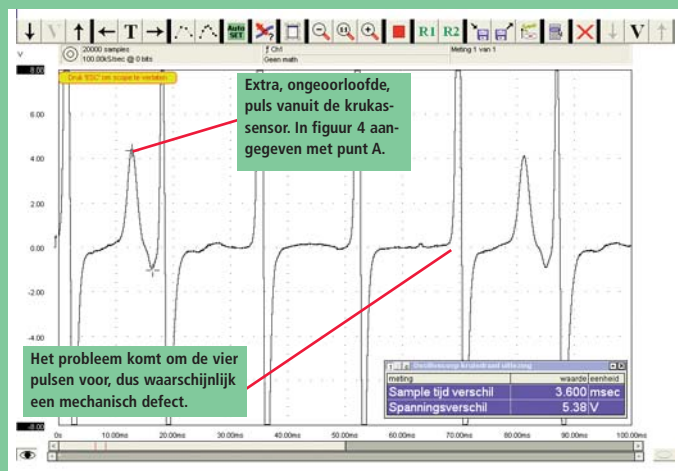 T
Auto
SET
R1 R2
V
V
20000 samples
100.00kS/sec @ 0 bits
f Ch1
Geen math
Meting 1 van 1
Druk 'ESC' om scope te verlaten
8.00
6.00
4.00
2.00
0.00
-2.00
-4.00
-8.00
Extra, ongeoorloofde,
puls vanuit de krukas-
sensor. In figuur 4 aan-
gegeven met punt A.
Het probleem komt om de vier
pulsen voor, dus waarschijnlijk
een mechanisch defect.
meting waarde eenheid
Sample tijd verschil 3.600 msec
Spanningsverschil 5.38 V
0s 10.00ms 20.00ms 30.00ms 40.00ms 50.00ms 60.00ms 70.00ms 80.00ms 90.00ms 100.00ms